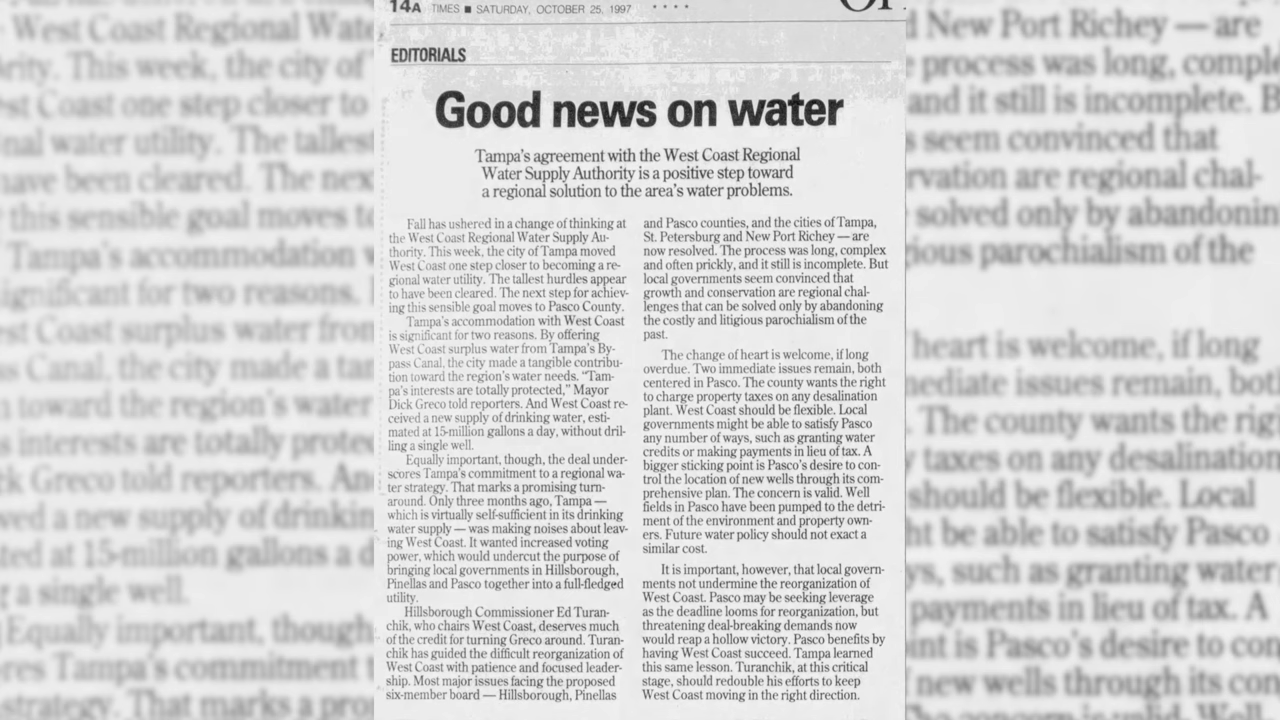 14A TIMES ■ SATURDAY, OCTOBER 25, 1997 • • • •
EDITORIALS
Good news on water
Tampa's agreement with the West Coast Regional
Water Supply Authority is a positive step toward
a regional solution to the area's water problems.
Fall has ushered in a change of thinking at
the West Coast Regional Water Supply Au-
thority. This week, the city of Tampa moved
West Coast one step closer to becoming a re-
gional water utility. The tallest hurdles appear
to have been cleared. The next step for achiev-
ing this sensible goal moves to Pasco County.
Tampa's accommodation with West Coast
is significant for two reasons. By offering
West Coast surplus water from Tampa's By-
pass Canal, the city made a tangible contribu-
tion toward the region's water needs. "Tam-
pa's interests are totally protected," Mayor
Dick Greco told reporters. And West Coast re-
ceived a new supply of drinking water, esti-
mated at 15-million gallons a day, without dril-
ling a single well.
Equally important, though, the deal under-
scores Tampa's commitment to a regional wa-
ter strategy. That marks a promising turn-
around. Only three months ago, Tampa —
which is virtually self-sufficient in its drinking
water supply — was making noises about leav-
ing West Coast. It wanted increased voting
power, which would undercut the purpose of
bringing local governments in Hillsborough,
Pinellas and Pasco together into a full-fledged
utility.
Hillsborough Commissioner Ed Turan-
chik, who chairs West Coast, deserves much
of the credit for turning Greco around. Turan-
chik has guided the difficult reorganization of
West Coast with patience and focused leader-
ship. Most major issues facing the proposed
six-member board — Hillsborough, Pinellas
and Pasco counties, and the cities of Tampa,
St. Petersburg and New Port Richey — are
now resolved. The process was long, complex
and often prickly, and it still is incomplete. But
local governments seem convinced that
growth and conservation are regional chal-
lenges that can be solved only by abandoning
the costly and litigious parochialism of the
past.
The change of heart is welcome, if long
overdue. Two immediate issues remain, both
centered in Pasco. The county wants the right
to charge property taxes on any desalination
plant. West Coast should be flexible. Local
governments might be able to satisfy Pasco
any number of ways, such as granting water
credits or making payments in lieu of tax. A
bigger sticking point is Pasco's desire to con-
trol the location of new wells through its com-
prehensive plan. The concern is valid. Well
fields in Pasco have been pumped to the detri-
ment of the environment and property own-
ers. Future water policy should not exact a
similar cost.
It is important, however, that local govern-
ments not undermine the reorganization of
West Coast. Pasco may be seeking leverage
as the deadline looms for reorganization, but
threatening deal-breaking demands now
would reap a hollow victory. Pasco benefits by
having West Coast succeed. Tampa learned
this same lesson. Turanchik, at this critical
stage, should redouble his efforts to keep
West Coast moving in the right direction.